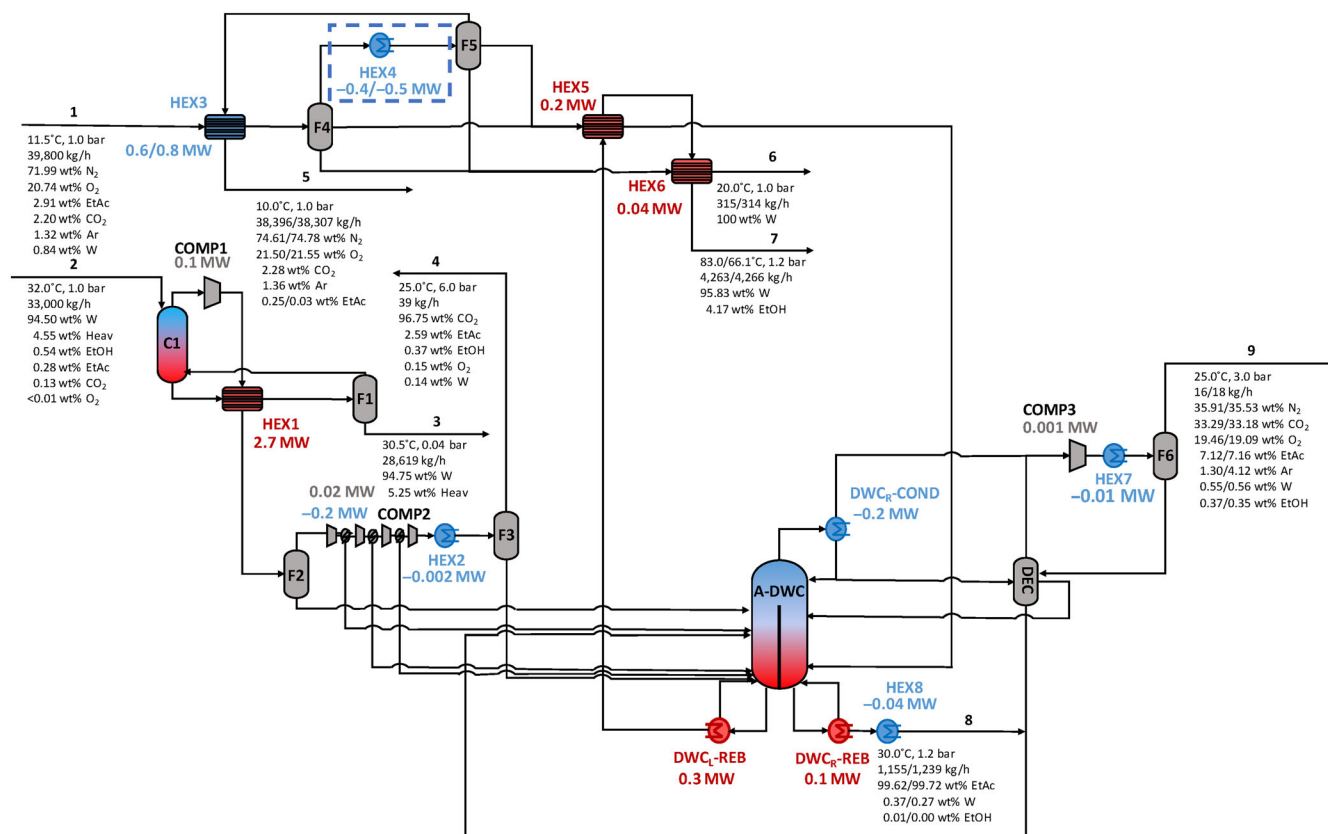 F5
HEX4
−0.4/−0.5 MW
HEX3
0.6/0.8 MW
F4
HEX5
0.2 MW
HEX6
0.04 MW
1
11.5˚C, 1.0 bar
39,800 kg/h
71.99 wt% N₂
20.74 wt% O₂
2.91 wt% EtAc
2.20 wt% CO₂
1.32 wt% Ar
0.84 wt% W
5
10.0˚C, 1.0 bar
38,396/38,307 kg/h
74.61/74.78 wt% N₂
21.50/21.55 wt% O₂
2.28 wt% CO₂
1.36 wt% Ar
0.25/0.03 wt% EtAc
6
20.0˚C, 1.0 bar
315/314 kg/h
100 wt% W
7
83.0/66.1˚C, 1.2 bar
4,263/4,266 kg/h
95.83 wt% W
4.17 wt% EtOH
2
32.0˚C, 1.0 bar
33,000 kg/h
94.50 wt% W
4.55 wt% Heav
0.54 wt% EtOH
0.28 wt% EtAc
0.13 wt% CO₂
<0.01 wt% O₂
COMP1
0.1 MW
C1
HEX1
2.7 MW
F1
4
25.0˚C, 6.0 bar
39 kg/h
96.75 wt% CO₂
2.59 wt% EtAc
0.37 wt% EtOH
0.15 wt% O₂
0.14 wt% W
3
30.5˚C, 0.04 bar
28,619 kg/h
94.75 wt% W
5.25 wt% Heav
0.02 MW
−0.2 MW
COMP2
F2
HEX2
−0.002 MW
F3
DWC_R-COND
−0.2 MW
A-DWC
COMP3
0.001 MW
HEX7
−0.01 MW
F6
DEC
9
25.0˚C, 3.0 bar
16/18 kg/h
35.91/35.53 wt% N₂
33.29/33.18 wt% CO₂
19.46/19.09 wt% O₂
7.12/7.16 wt% EtAc
1.30/4.12 wt% Ar
0.55/0.56 wt% W
0.37/0.35 wt% EtOH
DWC_L-REB
0.3 MW
DWC_R-REB
0.1 MW
HEX8
−0.04 MW
8
30.0˚C, 1.2 bar
1,155/1,239 kg/h
99.62/99.72 wt% EtAc
0.37/0.27 wt% W
0.01/0.00 wt% EtOH